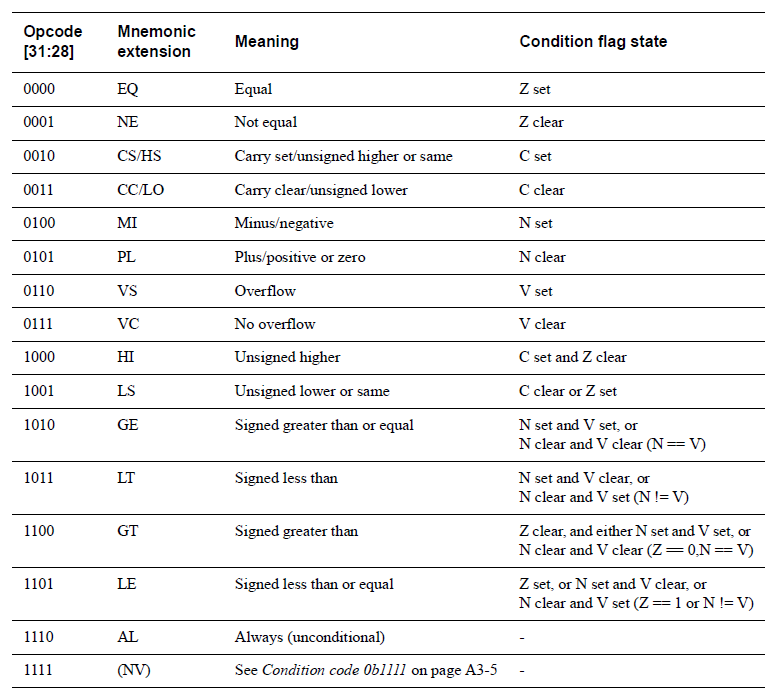 Opcode [31:28] Mnemonic extension Meaning Condition flag state
0000 EQ Equal Z set
0001 NE Not equal Z clear
0010 CS/HS Carry set/unsigned higher or same C set
0011 CC/LO Carry clear/unsigned lower C clear
0100 MI Minus/negative N set
0101 PL Plus/positive or zero N clear
0110 VS Overflow V set
0111 VC No overflow V clear
1000 HI Unsigned higher C set and Z clear
1001 LS Unsigned lower or same C clear or Z set
1010 GE Signed greater than or equal N set and V set, or
N clear and V clear (N == V)
1011 LT Signed less than N set and V clear, or
N clear and V set (N != V)
1100 GT Signed greater than Z clear, and either N set and V set, or
N clear and V clear (Z == 0,N == V)
1101 LE Signed less than or equal Z set, or N set and V clear, or
N clear and V set (Z == 1 or N != V)
1110 AL Always (unconditional) -
1111 (NV) See Condition code 0b1111 on page A3-5 -